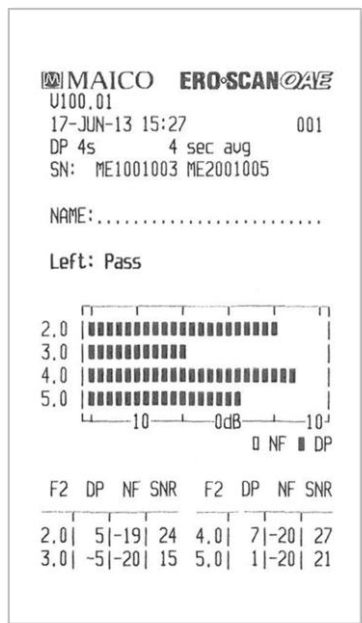 MAICO ERO•SCAN OAE
U100.01
17-JUN-13 15:27 001
DP 4s 4 sec avg
SN: ME1001003 ME2001005
NAME:..........................
Left: Pass
2.0
3.0
4.0
5.0
-10 0dB 10
NF DP
F2 DP NF SNR F2 DP NF SNR
2.0| 5|-19| 24 4.0| 7|-20| 27
3.0| -5|-20| 15 5.0| 1|-20| 21